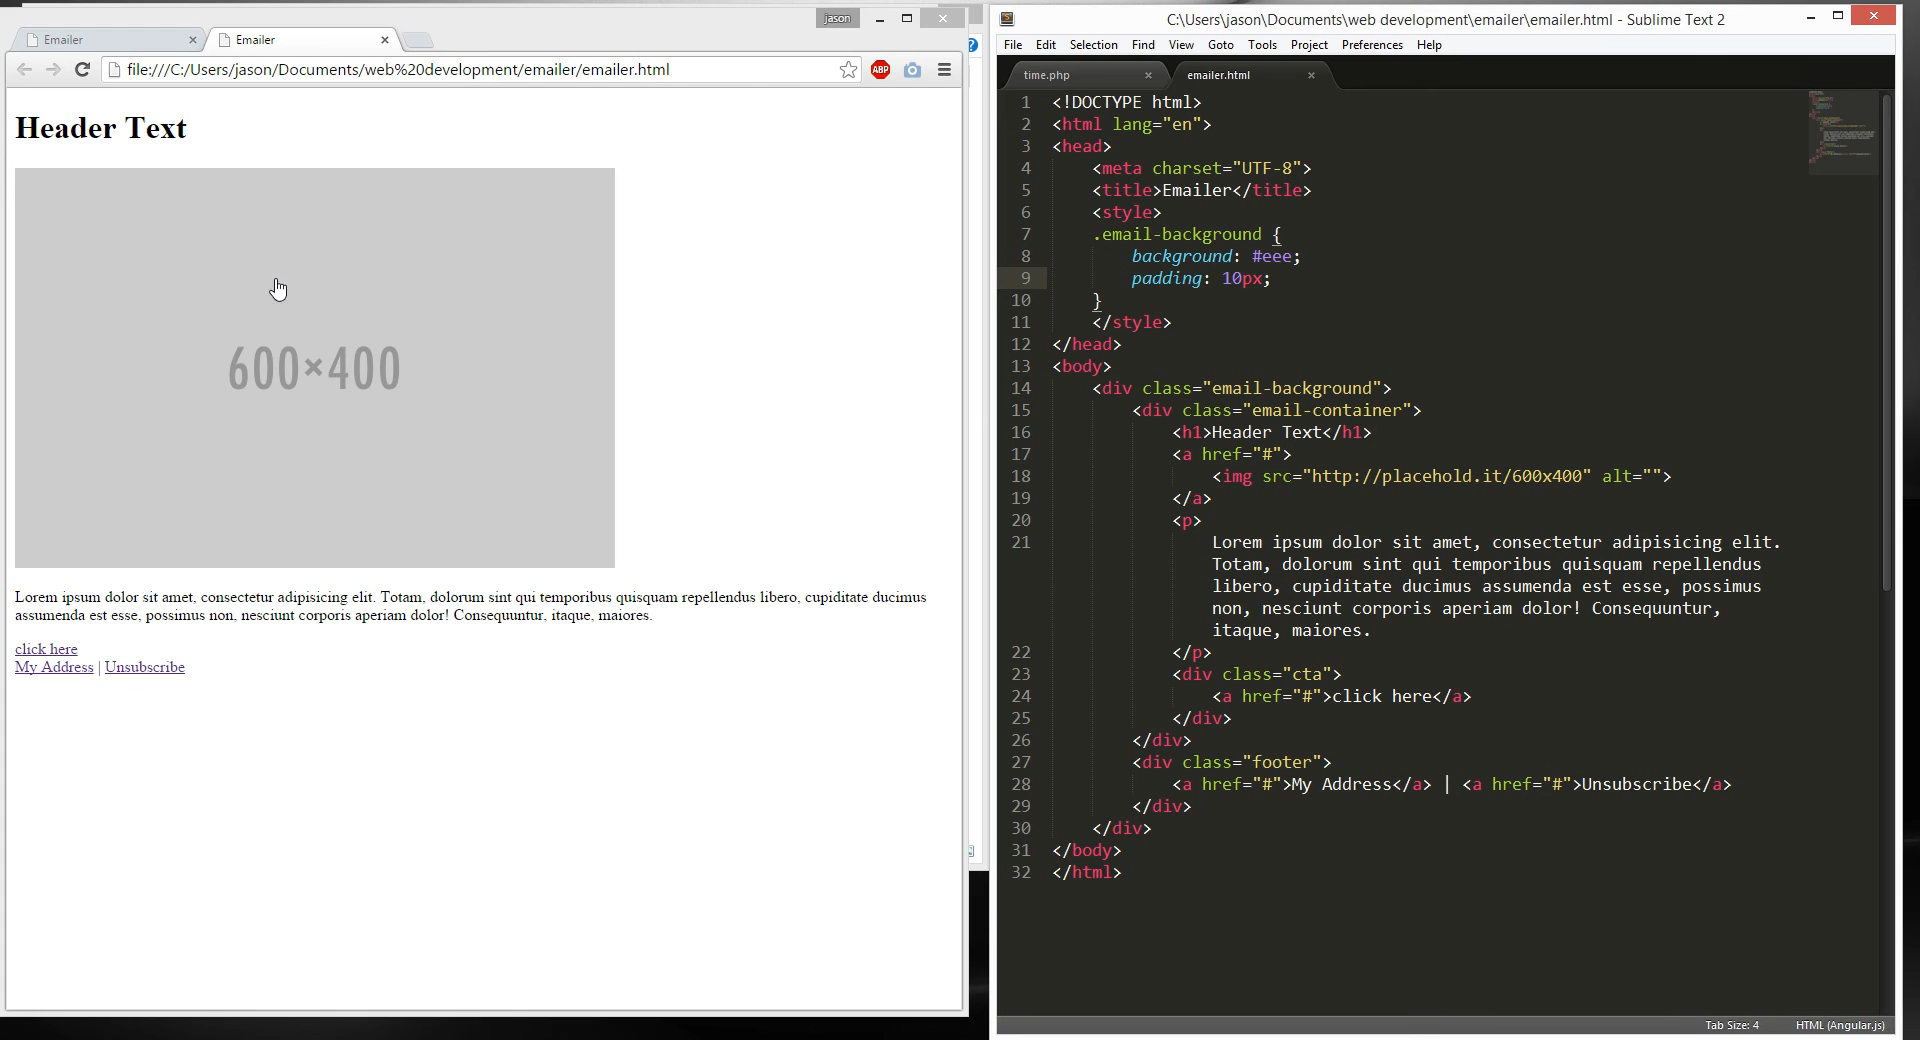 jason
Emailer
Emailer
file:///C:/Users/jason/Documents/web%20development/emailer/emailer.html
ABP
Header Text
600×400
Lorem ipsum dolor sit amet, consectetur adipisicing elit. Totam, dolorum sint qui temporibus quisquam repellendus libero, cupiditate ducimus
assumenda est esse, possimus non, nesciunt corporis aperiam dolor! Consequuntur, itaque, maiores.
click here
My Address | Unsubscribe
C:\Users\jason\Documents\web development\emailer\emailer.html - Sublime Text 2
File Edit Selection Find View Goto Tools Project Preferences Help
time.php
emailer.html
1 <!DOCTYPE html>
2 <html lang="en">
3 <head>
4 <meta charset="UTF-8">
5 <title>Emailer</title>
6 <style>
7 .email-background {
8 background: #eee;
9 padding: 10px;
10 }
11 </style>
12 </head>
13 <body>
14 <div class="email-background">
15 <div class="email-container">
16 <h1>Header Text</h1>
17 <a href="#">
18 <img src="http://placehold.it/600x400" alt="">
19 </a>
20 <p>
21 Lorem ipsum dolor sit amet, consectetur adipisicing elit.
Totam, dolorum sint qui temporibus quisquam repellendus
libero, cupiditate ducimus assumenda est esse, possimus
non, nesciunt corporis aperiam dolor! Consequuntur,
itaque, maiores.
22 </p>
23 <div class="cta">
24 <a href="#">click here</a>
25 </div>
26 </div>
27 <div class="footer">
28 <a href="#">My Address</a> | <a href="#">Unsubscribe</a>
29 </div>
30 </div>
31 </body>
32 </html>
Tab Size: 4
HTML (Angular.js)